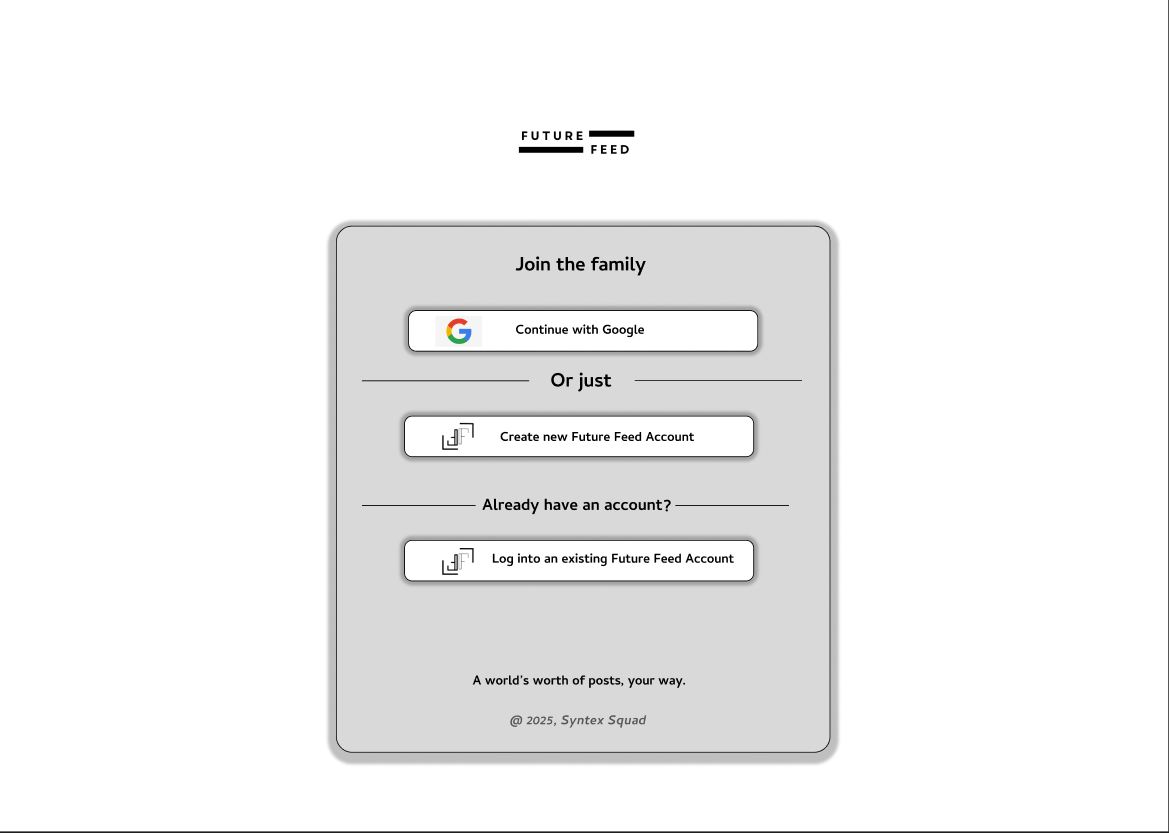 FUTURE
FEED
Join the family
Continue with Google
Or just
Create new Future Feed Account
Already have an account?
Log into an existing Future Feed Account
A world's worth of posts, your way.
@ 2025, Syntex Squad